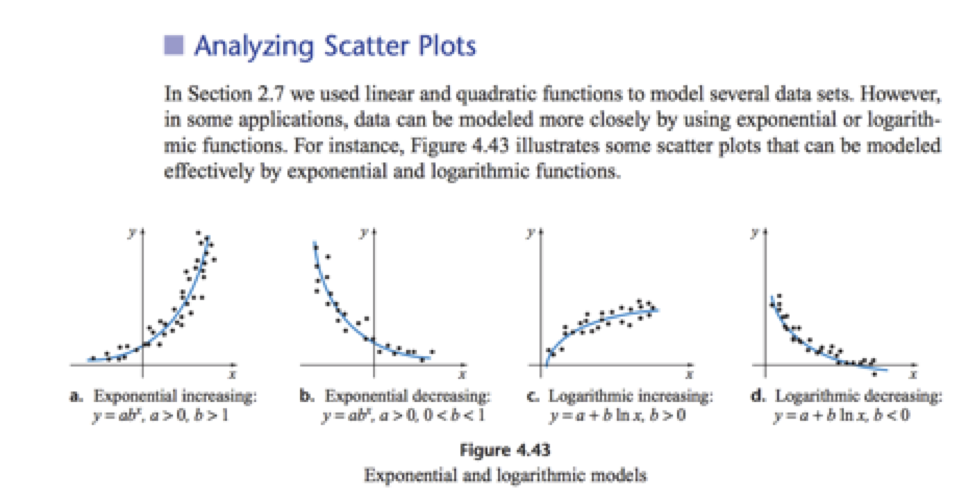 Analyzing Scatter Plots
In Section 2.7 we used linear and quadratic functions to model several data sets. However,
in some applications, data can be modeled more closely by using exponential or logarith-
mic functions. For instance, Figure 4.43 illustrates some scatter plots that can be modeled
effectively by exponential and logarithmic functions.
y
x
a. Exponential increasing:
y = abˣ, a > 0, b > 1
y
x
b. Exponential decreasing:
y = abˣ, a > 0, 0 < b < 1
y
x
c. Logarithmic increasing:
y = a + b ln x, b > 0
y
x
d. Logarithmic decreasing:
y = a + b ln x, b < 0
Figure 4.43
Exponential and logarithmic models